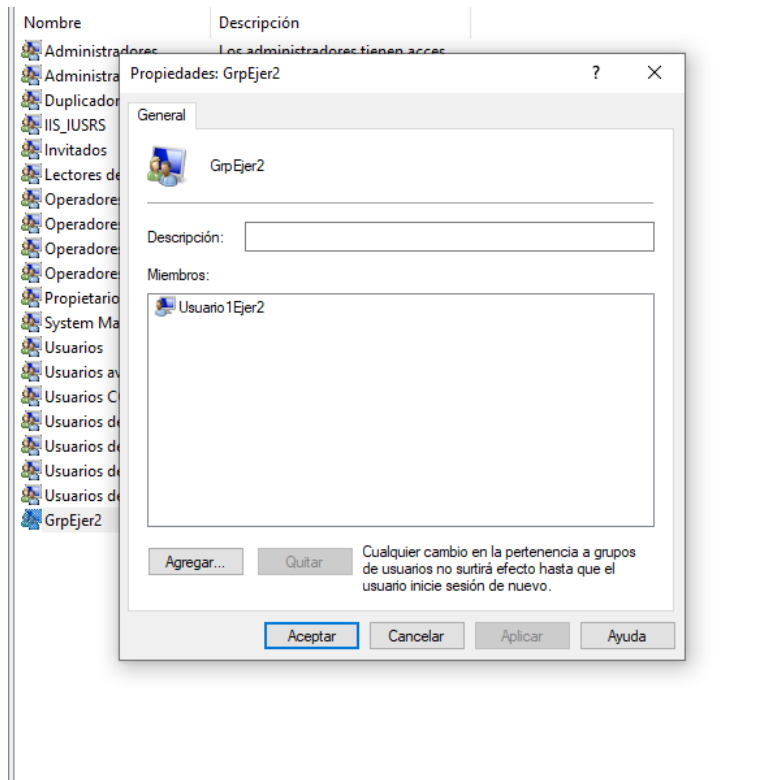 Nombre Descripción
Administradores Los administradores tienen acces...
Propiedades: GrpEjer2 ? ×
General
GrpEjer2
Descripción:
Miembros:
Usuario1Ejer2
Agregar... Quitar
Cualquier cambio en la pertenencia a grupos
de usuarios no surtirá efecto hasta que el
usuario inicie sesión de nuevo.
Aceptar Cancelar Aplicar Ayuda
Administra
Duplicador
IIS_IUSRS
Invitados
Lectores de
Operadore
Operadore
Operadore
Operadore
Propietario
System Ma
Usuarios
Usuarios av
Usuarios C
Usuarios de
Usuarios de
Usuarios de
Usuarios de
GrpEjer2